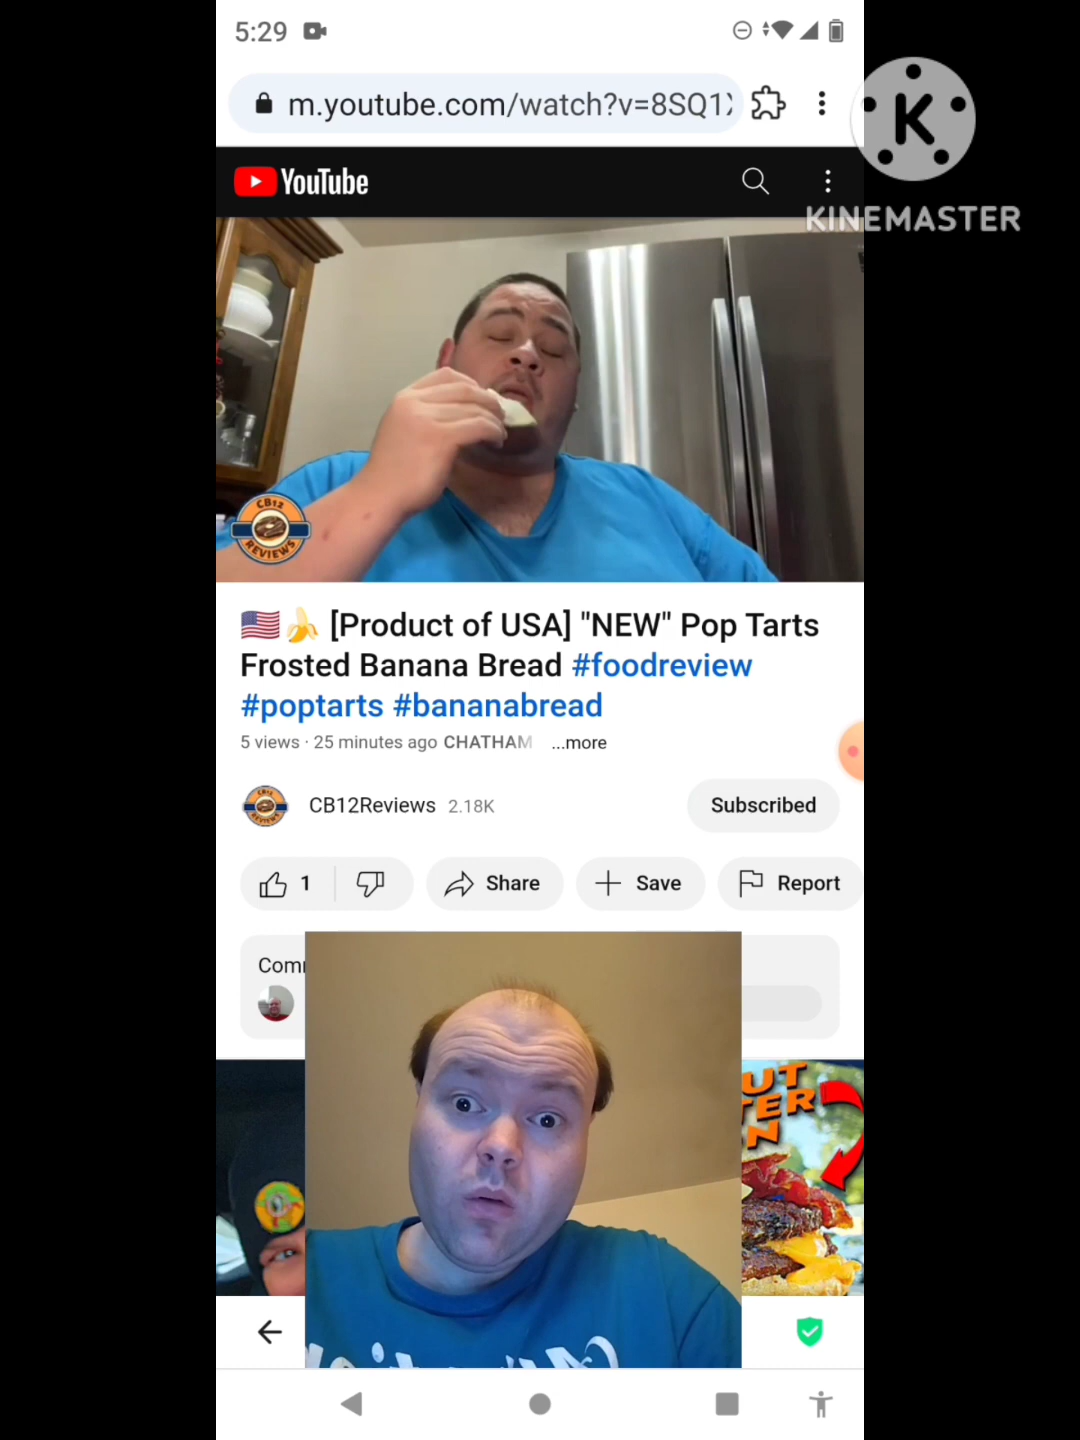 5:29
m.youtube.com/watch?v=8SQ1
K
KINEMASTER
YouTube
CB12
REVIEWS
🇺🇸🍌 [Product of USA] "NEW" Pop Tarts
Frosted Banana Bread #foodreview
#poptarts #bananabread
5 views · 25 minutes ago CHATHAM ...more
CB12Reviews 2.18K
Subscribed
1
Share
Save
Report
Com
UT
TER
N